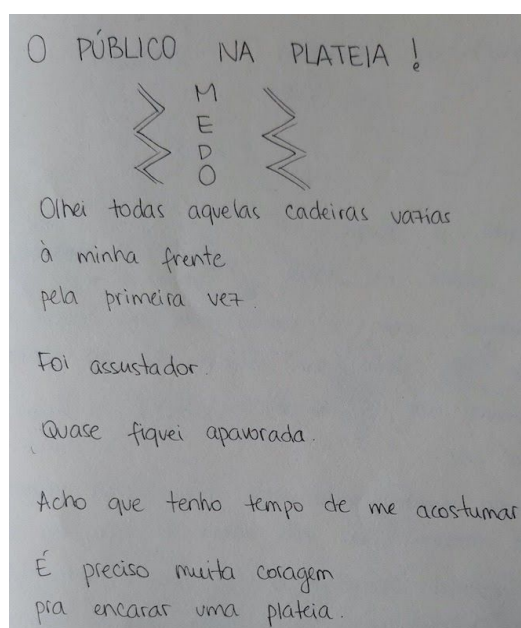 O PÚBLICO NA PLATEIA!
M
E
D
O
Olhei todas aquelas cadeiras vazias
à minha frente
pela primeira vez.
Foi assustador.
Quase fiquei apavorada.
Acho que tenho tempo de me acostumar
É preciso muita coragem
pra encarar uma plateia.